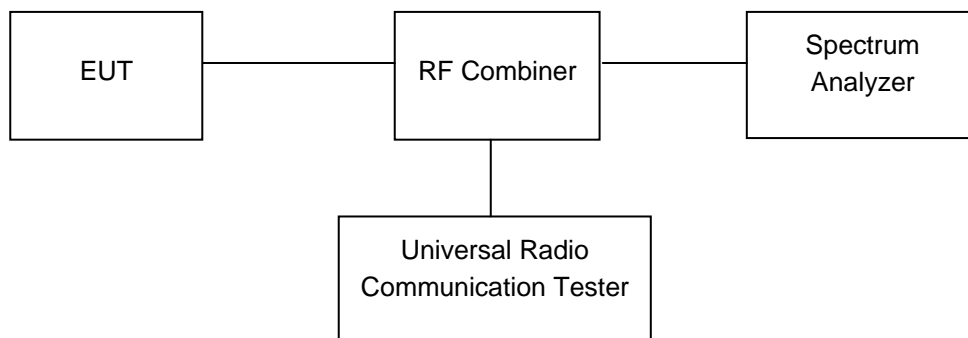 EUT
RF Combiner
Spectrum
Analyzer
Universal Radio
Communication Tester